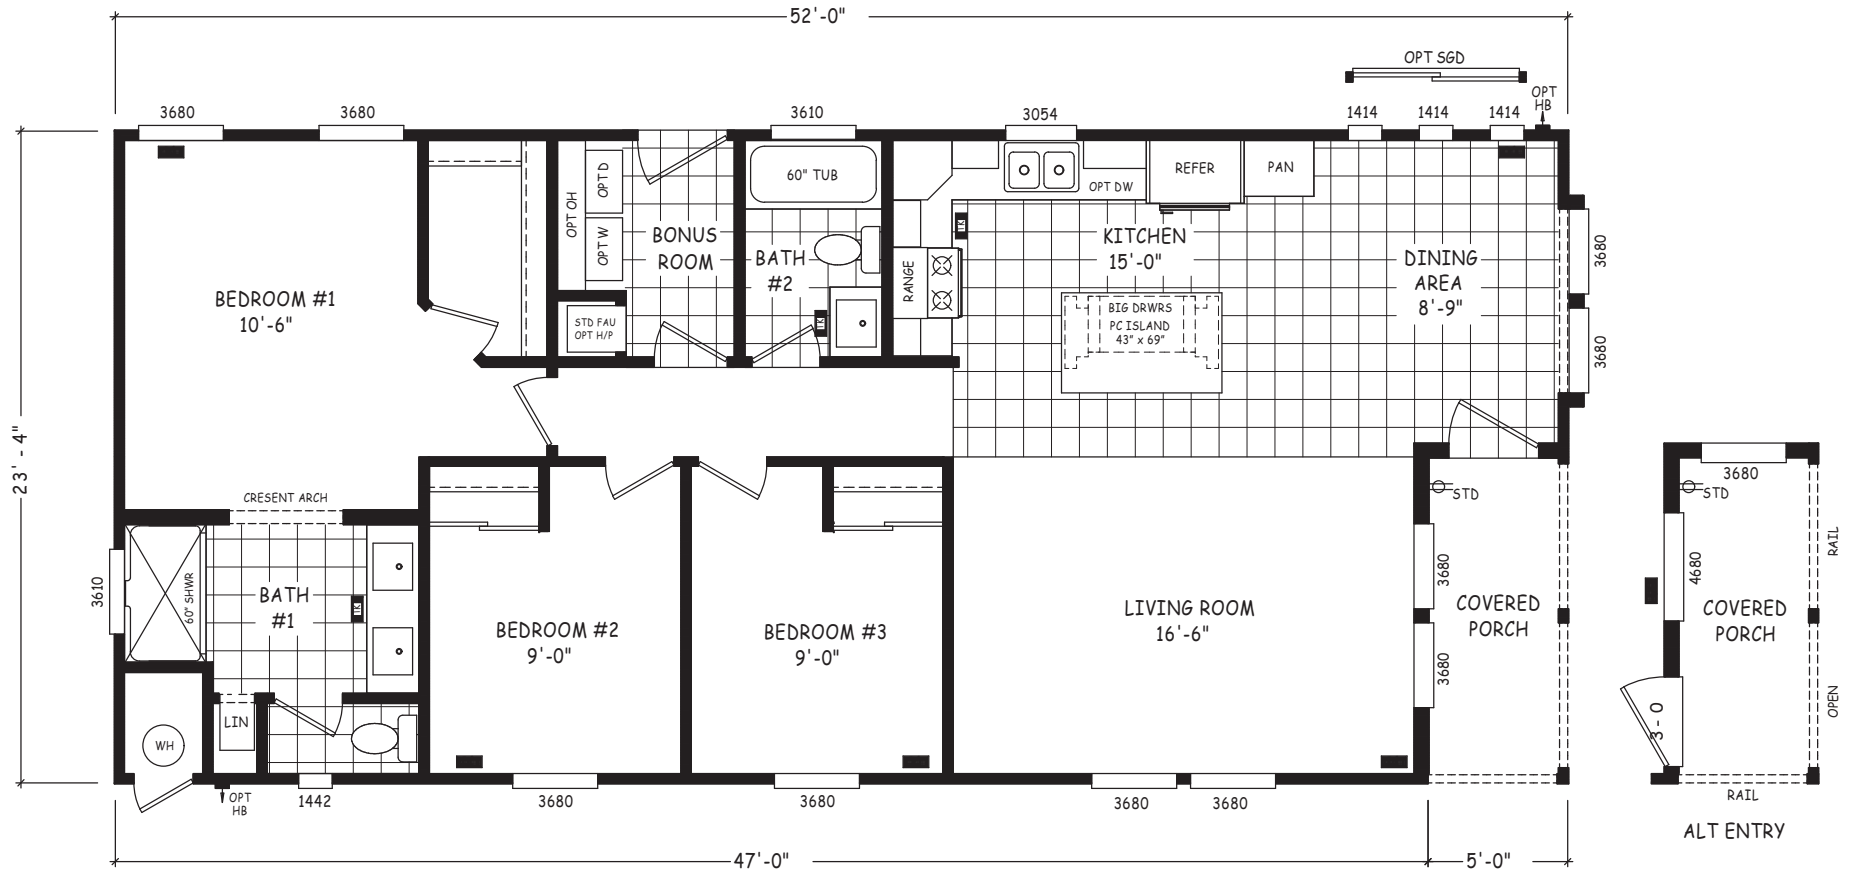 52'-0"
OPT SGD
3680
3680
3610
3054
1414
1414
1414
OPT
HB
23'-4"
OPT OH
OPT D
OPT W
BONUS
ROOM
60" TUB
BATH
#2
TK
STD FAU
OPT H/P
RANGE
TK
OPT DW
REFER
PAN
KITCHEN
15'-0"
BIG DRWRS
PC ISLAND
43" x 69"
DINING
AREA
8'-9"
3680
3680
BEDROOM #1
10'-6"
CRESENT ARCH
3610
60" SHWR
BATH
#1
TK
LIN
WH
OPT
HB
1442
BEDROOM #2
9'-0"
3680
BEDROOM #3
9'-0"
3680
LIVING ROOM
16'-6"
3680
3680
STD
3680
3680
COVERED
PORCH
3680
STD
4680
COVERED
PORCH
RAIL
OPEN
3-0
RAIL
ALT ENTRY
47'-0"
5'-0"